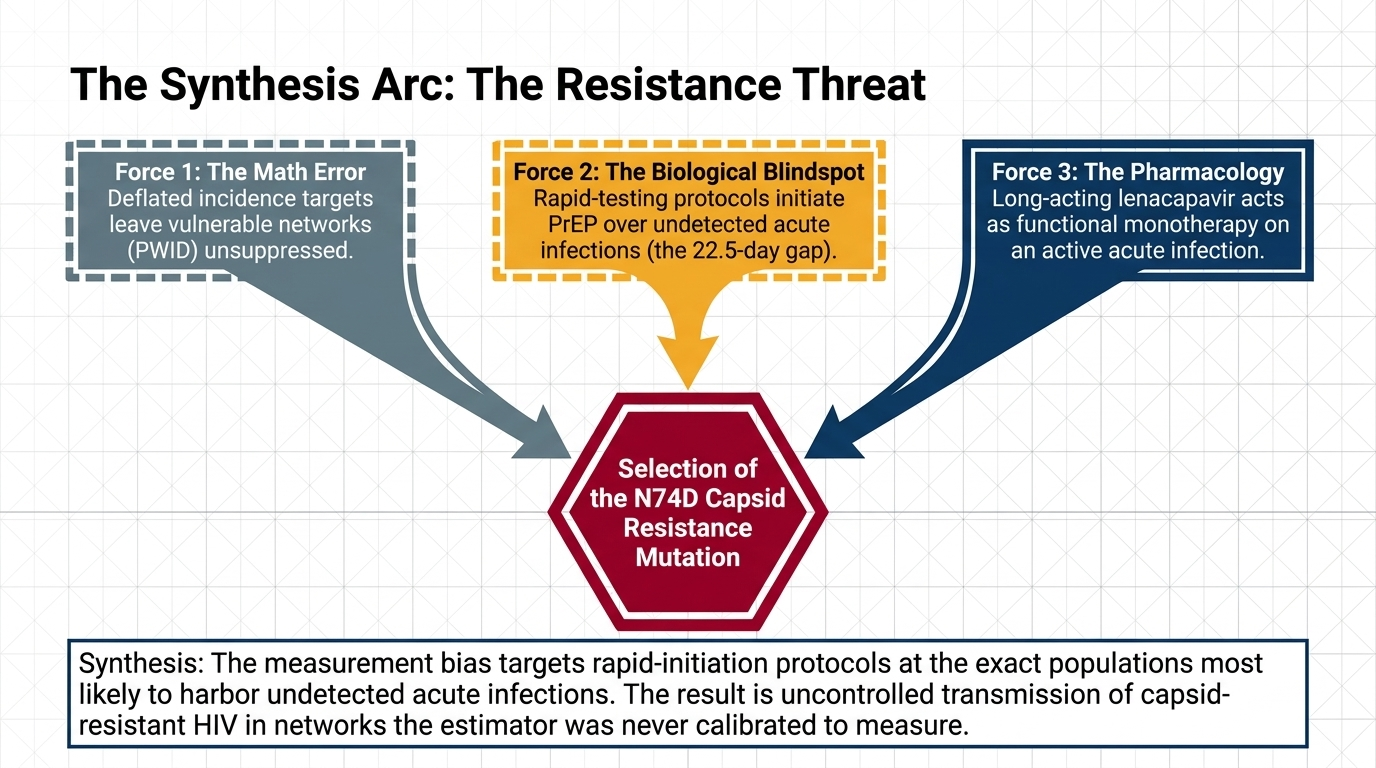 The Synthesis Arc: The Resistance Threat
Force 1: The Math Error
Deflated incidence targets
leave vulnerable networks
(PWID) unsuppressed.
Force 2: The Biological Blindspot
Rapid-testing protocols initiate
PrEP over undetected acute
infections (the 22.5-day gap).
Force 3: The Pharmacology
Long-acting lenacapavir acts
as functional monotherapy on
an active acute infection.
Selection of
the N74D Capsid
Resistance
Mutation
Synthesis: The measurement bias targets rapid-initiation protocols at the exact populations most
likely to harbor undetected acute infections. The result is uncontrolled transmission of capsid-
resistant HIV in networks the estimator was never calibrated to measure.